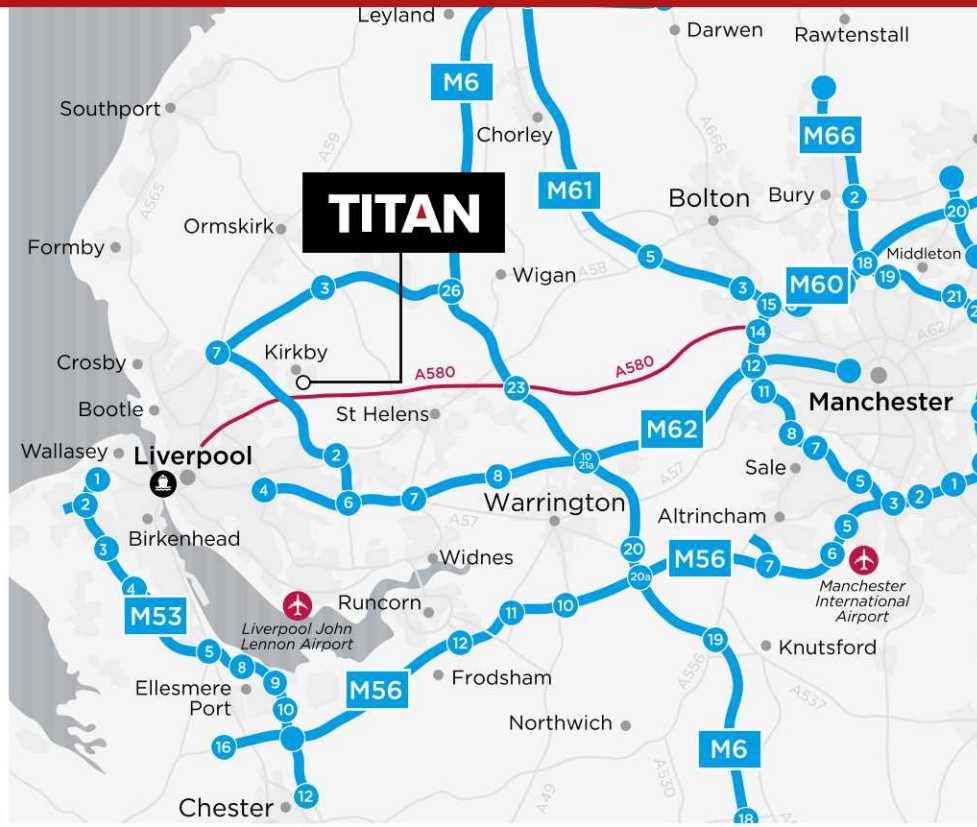 Leyland
Darwen
Rawtenstall
M6
Southport
A59
Chorley
A666
M66
A565
TITAN
M61
Bolton
Bury
2
20
Ormskirk
Formby
Wigan
A58
5
18
Middleton
19
3
26
3
15
M60
21
14
A62
7
Kirkby
Crosby
A580
A580
12
23
11
Manchester
Bootle
St Helens
M62
8
7
Wallasey
Liverpool
2
10
21a
A57
Sale
1
4
6
7
8
5
2
Warrington
3
2
1
Birkenhead
A57
Altrincham
5
3
Widnes
20
M56
6
7
4
20a
Manchester
International
Airport
M53
Liverpool John
Lennon Airport
Runcorn
11
10
5
12
19
Knutsford
8
9
A556
Ellesmere
Port
M56
Frodsham
A537
10
Northwich
16
M6
A49
A530
Chester
12
18